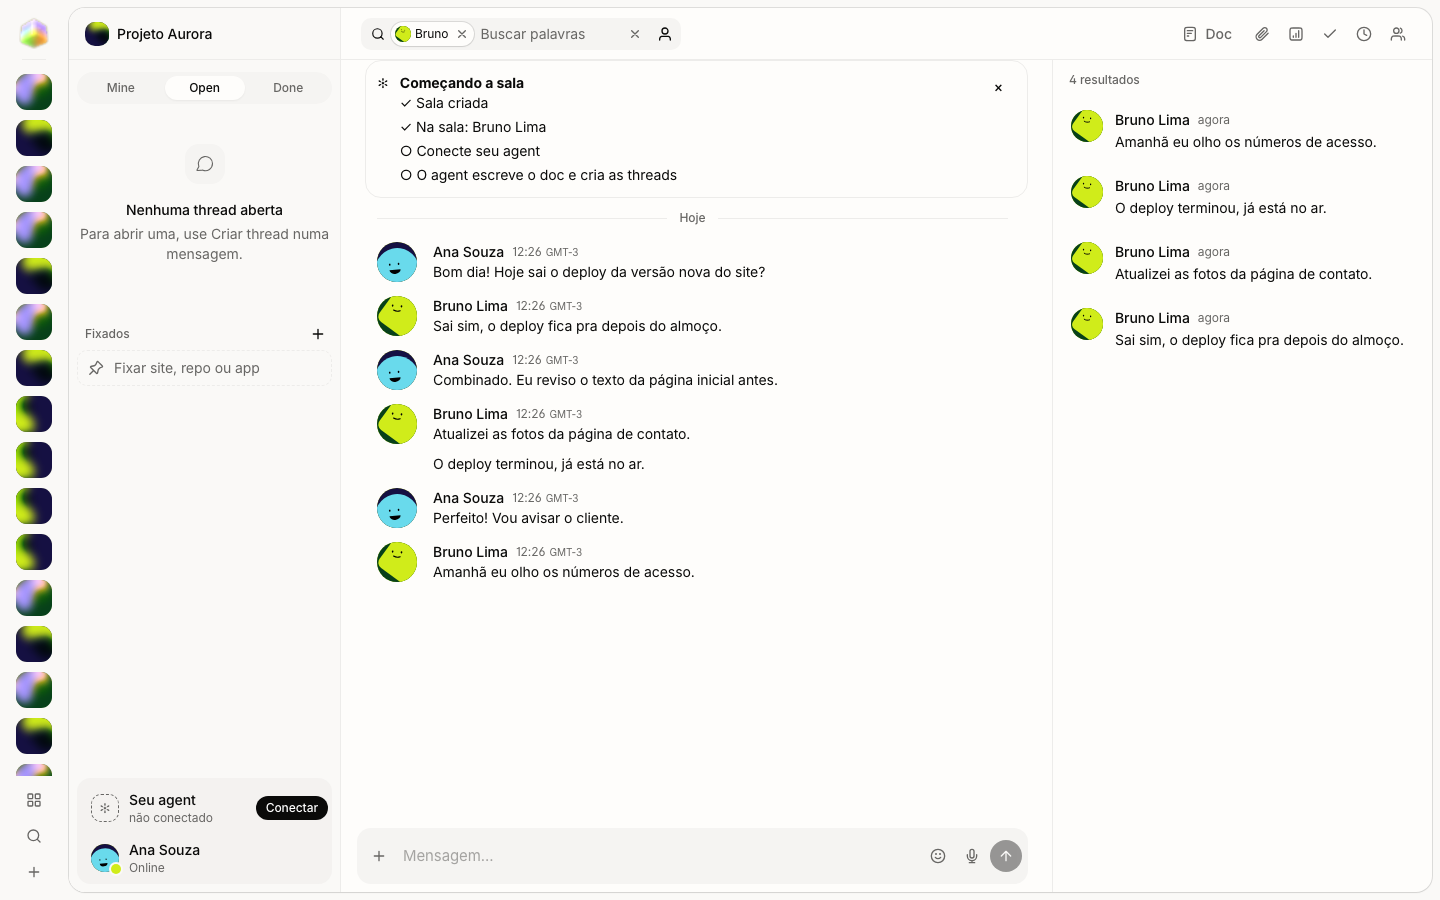 Projeto Aurora
Mine
Open
Done
Nenhuma thread aberta
Para abrir uma, use Criar thread numa
mensagem.
Fixados
Fixar site, repo ou app
Seu agent
não conectado
Conectar
Ana Souza
Online
Bruno
Buscar palavras
Doc
Começando a sala
Sala criada
Na sala: Bruno Lima
Conecte seu agent
O agent escreve o doc e cria as threads
Hoje
Ana Souza 12:26 GMT-3
Bom dia! Hoje sai o deploy da versão nova do site?
Bruno Lima 12:26 GMT-3
Sai sim, o deploy fica pra depois do almoço.
Ana Souza 12:26 GMT-3
Combinado. Eu reviso o texto da página inicial antes.
Bruno Lima 12:26 GMT-3
Atualizei as fotos da página de contato.
O deploy terminou, já está no ar.
Ana Souza 12:26 GMT-3
Perfeito! Vou avisar o cliente.
Bruno Lima 12:26 GMT-3
Amanhã eu olho os números de acesso.
Mensagem...
4 resultados
Bruno Lima agora
Amanhã eu olho os números de acesso.
Bruno Lima agora
O deploy terminou, já está no ar.
Bruno Lima agora
Atualizei as fotos da página de contato.
Bruno Lima agora
Sai sim, o deploy fica pra depois do almoço.